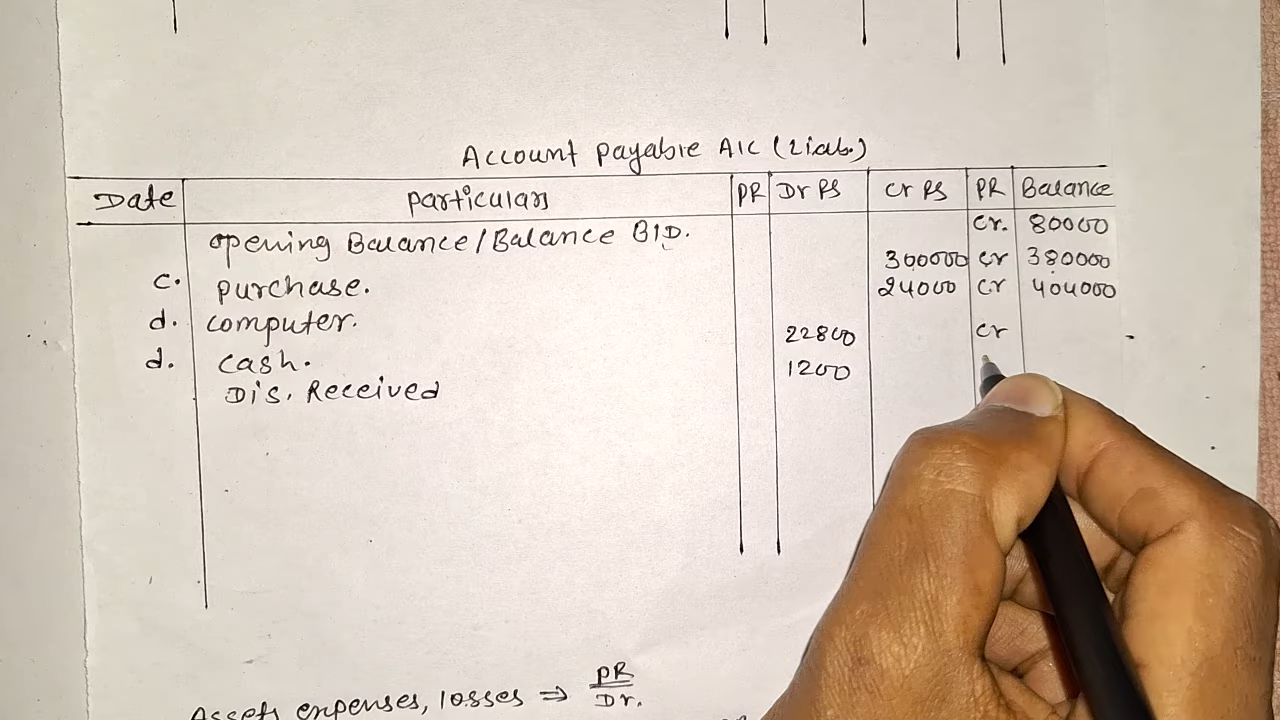 Account payable A/C (Liab.)
Date particulars PR Dr RS Cr RS PR Balance
opening Balance/Balance B/D. Cr. 80000
c. purchase. 300000 Cr 380000
d. computer. 24000 Cr 404000
d. cash. 22800 Cr
Dis. Received 1200
Assets expenses, losses ⇒ PR
Dr.